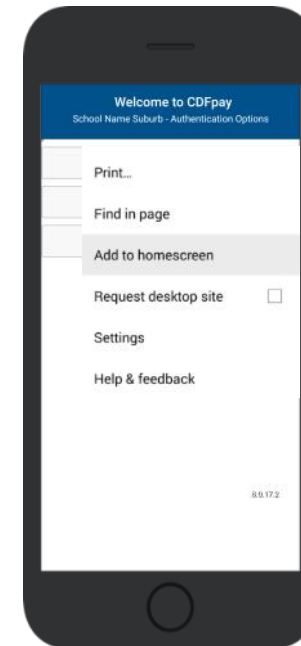 Welcome to CDFpay
School Name Suburb - Authentication Options
Print...
Find in page
Add to homescreen
Request desktop site
Settings
Help & feedback
8.9.17.2